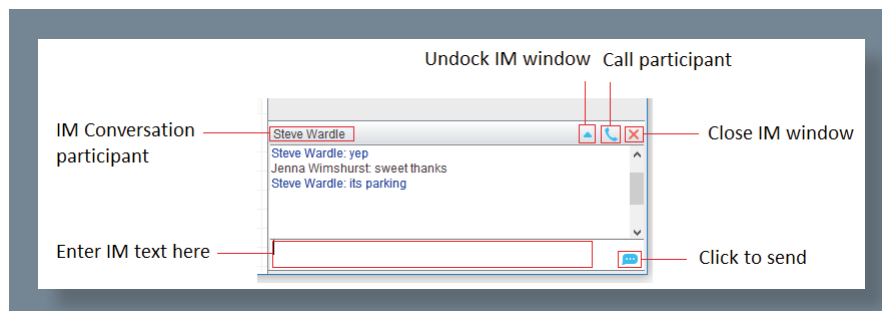 Undock IM window Call participant
IM Conversation participant
Steve Wardle
Close IM window
Steve Wardle: yep
Jenna Wimshurst: sweet thanks
Steve Wardle: its parking
Enter IM text here
Click to send